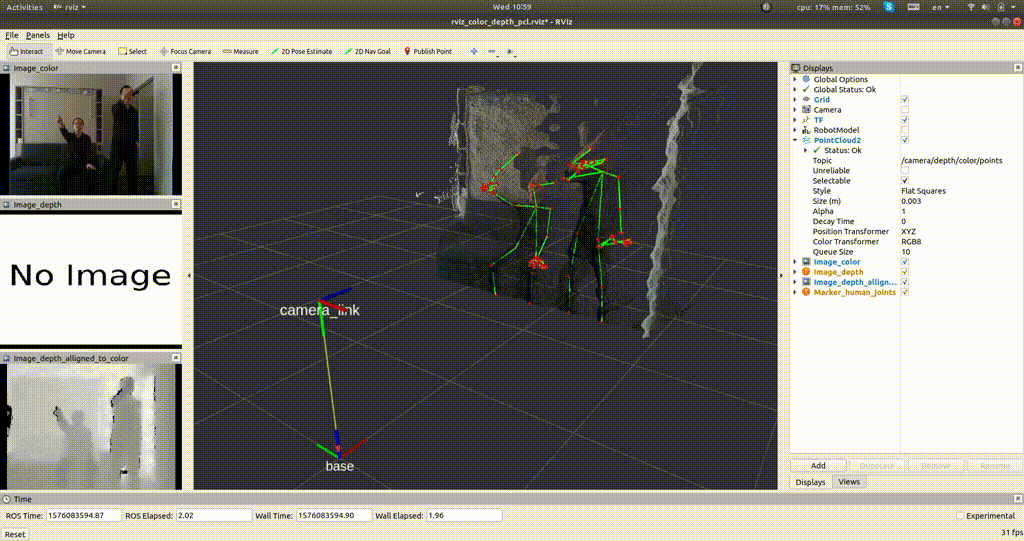 Activities rviz Wed 10:59 cpu: 17% mem: 52% en
rviz_color_depth_pcl.rviz* - RViz
File Panels Help
Interact Move Camera Select Focus Camera Measure 2D Pose Estimate 2D Nav Goal Publish Point
Image_color
Image_depth
No Image
Image_depth_alligned_to_color
camera_link
base
Displays
Global Options
Global Status: Ok
Grid
Camera
TF
RobotModel
PointCloud2
Status: Ok
Topic /camera/depth/color/points
Unreliable
Selectable
Style Flat Squares
Size (m) 0.003
Alpha 1
Decay Time 0
Position Transformer XYZ
Color Transformer RGB8
Queue Size 10
Image_color
Image_depth
Image_depth_allign...
Marker_human_joints
Add Duplicate Remove Rename
Displays Views
Time
ROS Time: 1576083594.87 ROS Elapsed: 2.02 Wall Time: 1576083594.90 Wall Elapsed: 1.96 Experimental
Reset 31 fps